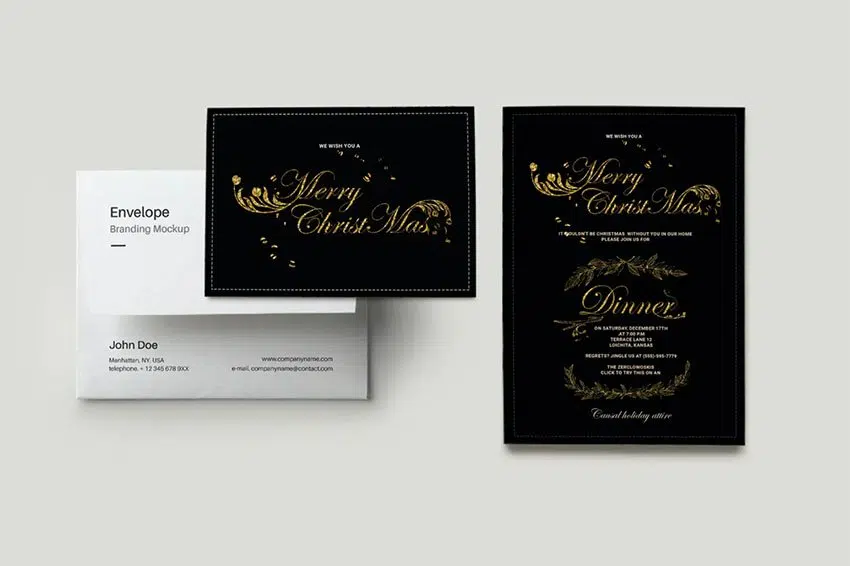 Envelope
Branding Mockup
John Doe
Manhatten, NY. USA
telephone. + 12 345 678 9XX
www.companyname.com
e-mail. companyname@contact.com
WE WISH YOU A
Merry
ChristMas
WE WISH YOU A
Merry
ChristMas
IT WOULDN'T BE CHRISTMAS WITHOUT YOU IN OUR HOME
PLEASE JOIN US FOR
Dinner
ON SATURDAY, DECEMBER 17TH
AT 7:00 P.M
TERRACE LANE 12
LOICHITA, KANSAS
REGRETS? JINGLE US AT (555)-595-7779
THE ZERGLOMOSKIS
CLICK TO TRY THIS ON AN
Causal holiday attire